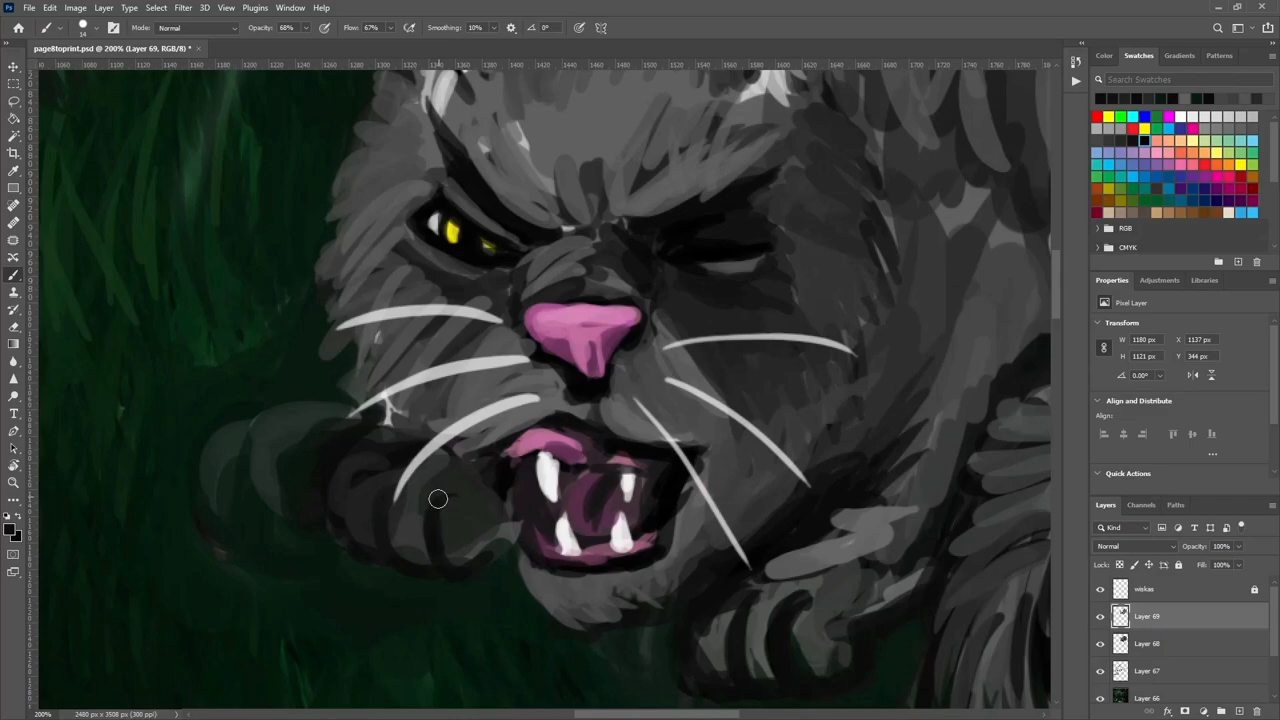 File Edit Image Layer Type Select Filter 3D View Plugins Window Help
14 Mode: Normal Opacity: 68% Flow: 67% Smoothing: 10% 0°
page8toprint.psd @ 200% (Layer 69, RGB/8) * ×
Color Swatches Gradients Patterns
Search Swatches
RGB
CMYK
Properties Adjustments Libraries
Pixel Layer
Transform
W 1180 px X 1137 px
H 1121 px Y 344 px
0.00°
Align and Distribute
Align:
Quick Actions
Layers Channels Paths
Kind
Normal Opacity: 100%
Lock: Fill: 100%
wiskas
Layer 69
Layer 68
Layer 67
Layer 66
200% 2480 px x 3508 px (300 ppi)